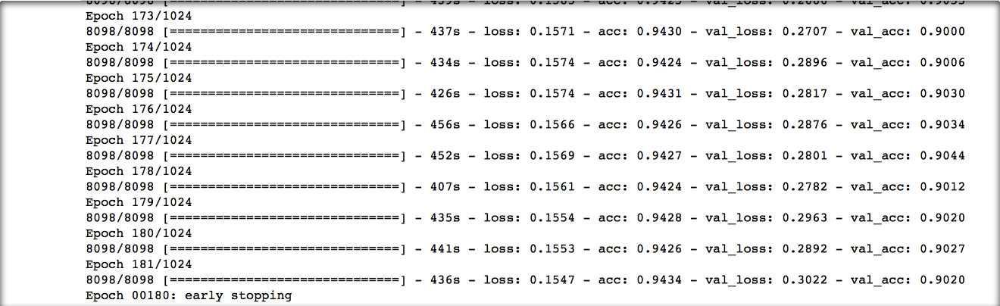 Epoch 173/1024
8098/8098 [==============================] - 437s - loss: 0.1571 - acc: 0.9430 - val_loss: 0.2707 - val_acc: 0.9000
Epoch 174/1024
8098/8098 [==============================] - 434s - loss: 0.1574 - acc: 0.9424 - val_loss: 0.2896 - val_acc: 0.9006
Epoch 175/1024
8098/8098 [==============================] - 426s - loss: 0.1574 - acc: 0.9431 - val_loss: 0.2817 - val_acc: 0.9030
Epoch 176/1024
8098/8098 [==============================] - 456s - loss: 0.1566 - acc: 0.9426 - val_loss: 0.2876 - val_acc: 0.9034
Epoch 177/1024
8098/8098 [==============================] - 452s - loss: 0.1569 - acc: 0.9427 - val_loss: 0.2801 - val_acc: 0.9044
Epoch 178/1024
8098/8098 [==============================] - 407s - loss: 0.1561 - acc: 0.9424 - val_loss: 0.2782 - val_acc: 0.9012
Epoch 179/1024
8098/8098 [==============================] - 435s - loss: 0.1554 - acc: 0.9428 - val_loss: 0.2963 - val_acc: 0.9020
Epoch 180/1024
8098/8098 [==============================] - 441s - loss: 0.1553 - acc: 0.9426 - val_loss: 0.2892 - val_acc: 0.9027
Epoch 181/1024
8098/8098 [==============================] - 436s - loss: 0.1547 - acc: 0.9434 - val_loss: 0.3022 - val_acc: 0.9020
Epoch 00180: early stopping